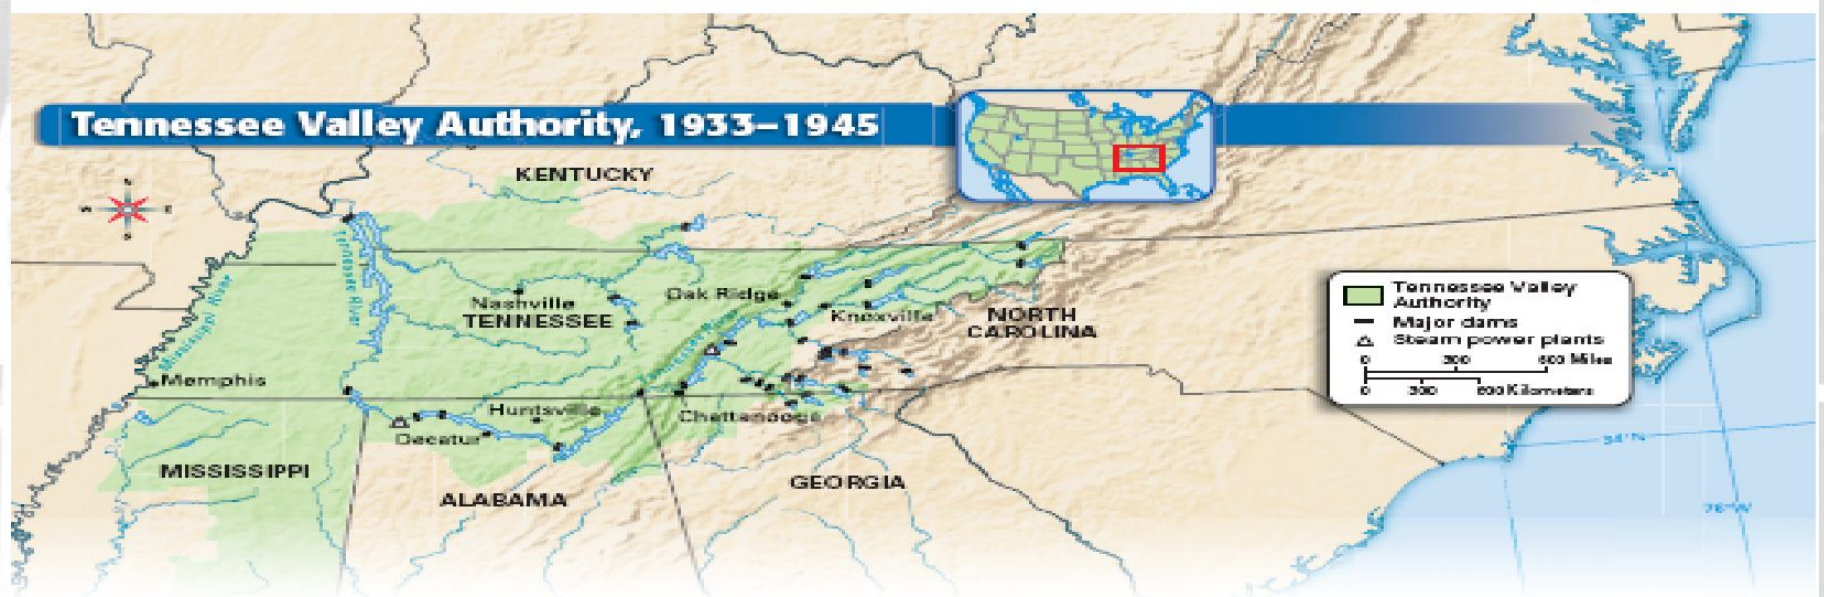 Tennessee Valley Authority, 1933–1945
KENTUCKY
N
W
E
S
Tennessee River
Mississippi River
Nashville
TENNESSEE
Oak Ridge
Knoxville
NORTH
CAROLINA
Tennessee Valley
Authority
Major dams
Steam power plants
0 300 600 Miles
0 300 600 Kilometers
Memphis
Huntsville
Chattanooga
Decatur
MISSISSIPPI
ALABAMA
GEORGIA
34°N
76°W